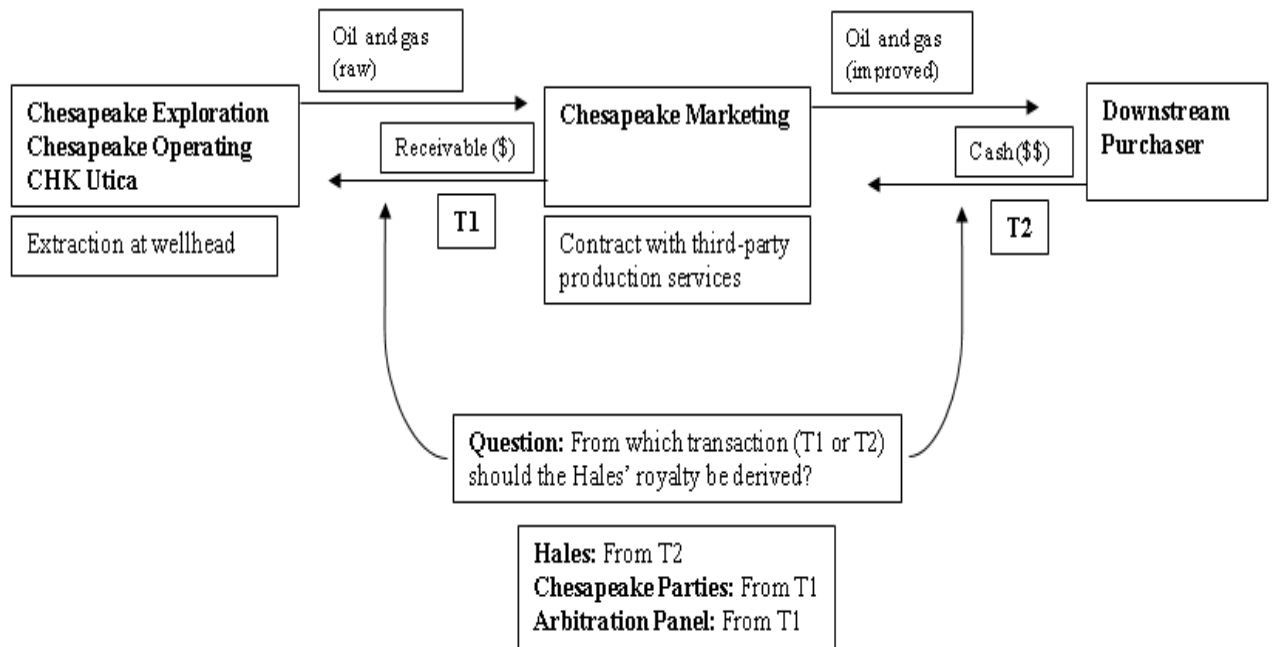 Oil and gas
(raw)
Oil and gas
(improved)
Chesapeake Exploration
Chesapeake Operating
CHK Utica
Chesapeake Marketing
Downstream
Purchaser
Receivable ($)
Cash($$)
T1
T2
Extraction at wellhead
Contract with third-party
production services
Question: From which transaction (T1 or T2)
should the Hales' royalty be derived?
Hales: From T2
Chesapeake Parties: From T1
Arbitration Panel: From T1